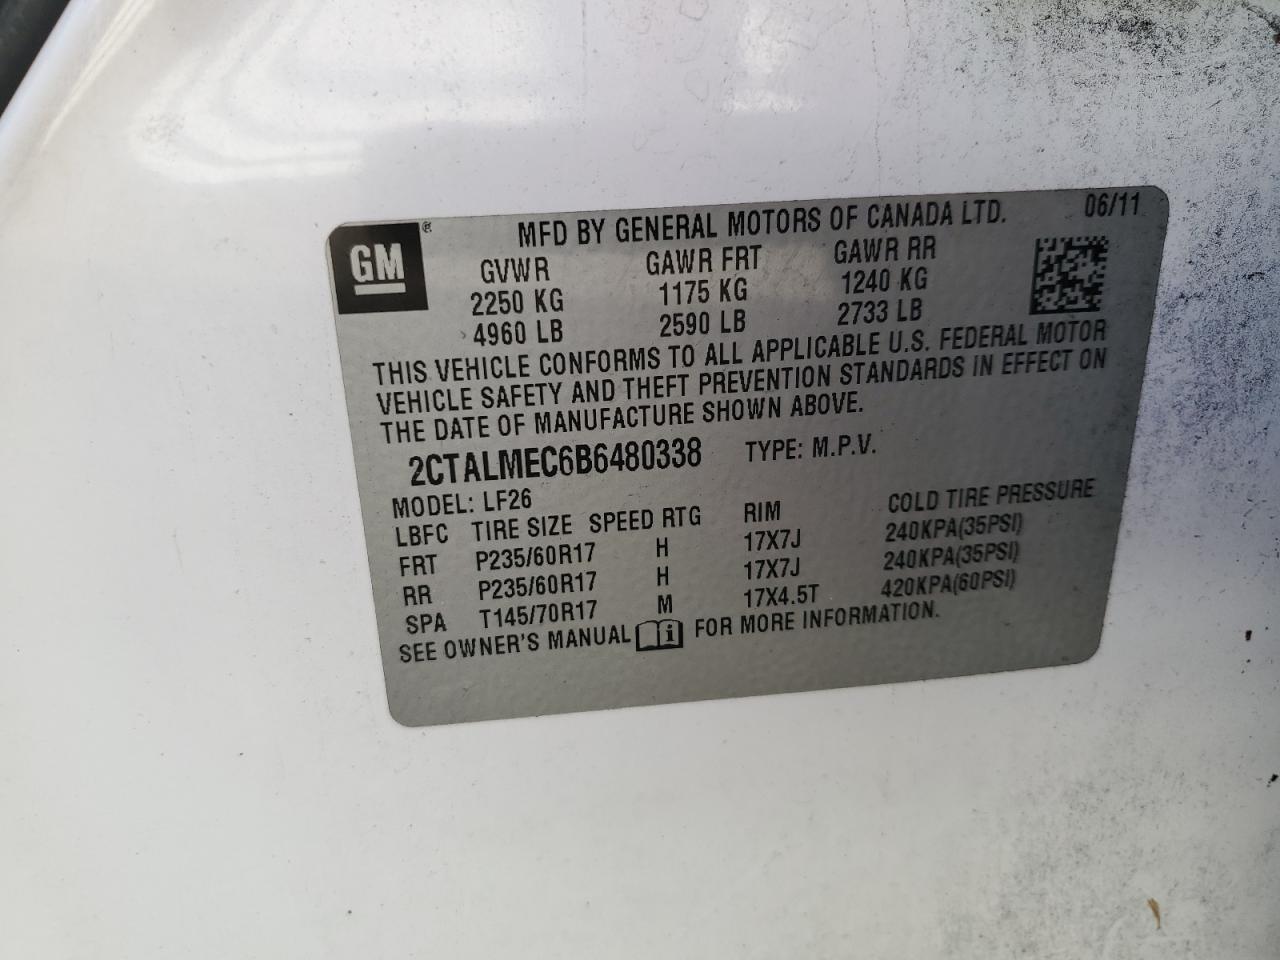 GM ®
MFD BY GENERAL MOTORS OF CANADA LTD. 06/11
GVWR GAWR FRT GAWR RR
2250 KG 1175 KG 1240 KG
4960 LB 2590 LB 2733 LB
THIS VEHICLE CONFORMS TO ALL APPLICABLE U.S. FEDERAL MOTOR
VEHICLE SAFETY AND THEFT PREVENTION STANDARDS IN EFFECT ON
THE DATE OF MANUFACTURE SHOWN ABOVE.
2CTALMEC6B6480338 TYPE: M.P.V.
MODEL: LF26
LBFC TIRE SIZE SPEED RTG RIM COLD TIRE PRESSURE
FRT P235/60R17 H 17X7J 240KPA(35PSI)
RR P235/60R17 H 17X7J 240KPA(35PSI)
SPA T145/70R17 M 17X4.5T 420KPA(60PSI)
SEE OWNER'S MANUAL i FOR MORE INFORMATION.